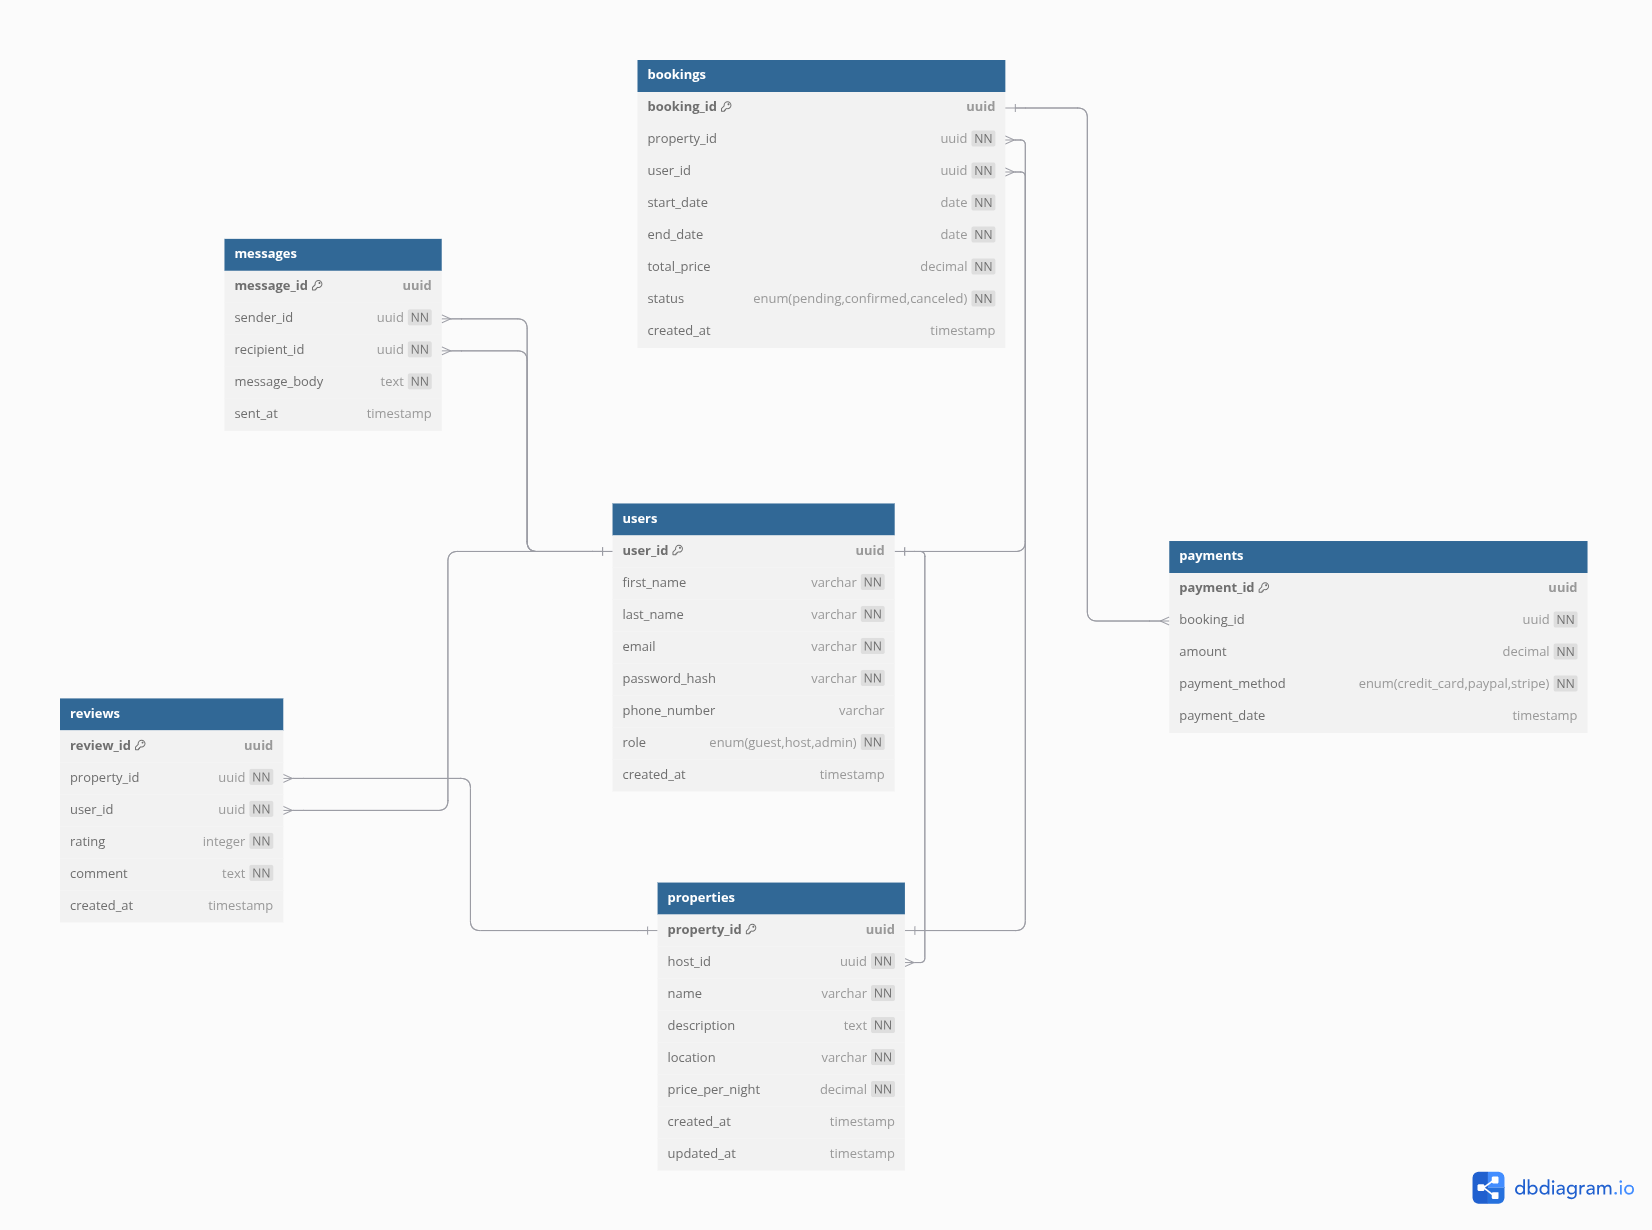 bookings
booking_id uuid
property_id uuid NN
user_id uuid NN
start_date date NN
end_date date NN
total_price decimal NN
status enum(pending,confirmed,canceled) NN
created_at timestamp
messages
message_id uuid
sender_id uuid NN
recipient_id uuid NN
message_body text NN
sent_at timestamp
users
user_id uuid
first_name varchar NN
last_name varchar NN
email varchar NN
password_hash varchar NN
phone_number varchar
role enum(guest,host,admin) NN
created_at timestamp
payments
payment_id uuid
booking_id uuid NN
amount decimal NN
payment_method enum(credit_card,paypal,stripe) NN
payment_date timestamp
reviews
review_id uuid
property_id uuid NN
user_id uuid NN
rating integer NN
comment text NN
created_at timestamp
properties
property_id uuid
host_id uuid NN
name varchar NN
description text NN
location varchar NN
price_per_night decimal NN
created_at timestamp
updated_at timestamp
dbdiagram.io